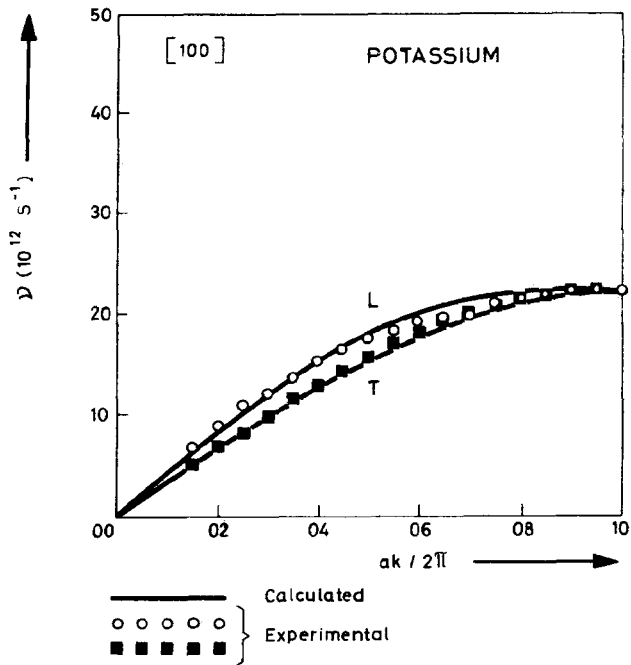 50
[100] POTASSIUM
40
ν (10¹² s⁻¹)
30
L
20
T
10
00 02 04 06 08 10
ak / 2π
Calculated
Experimental